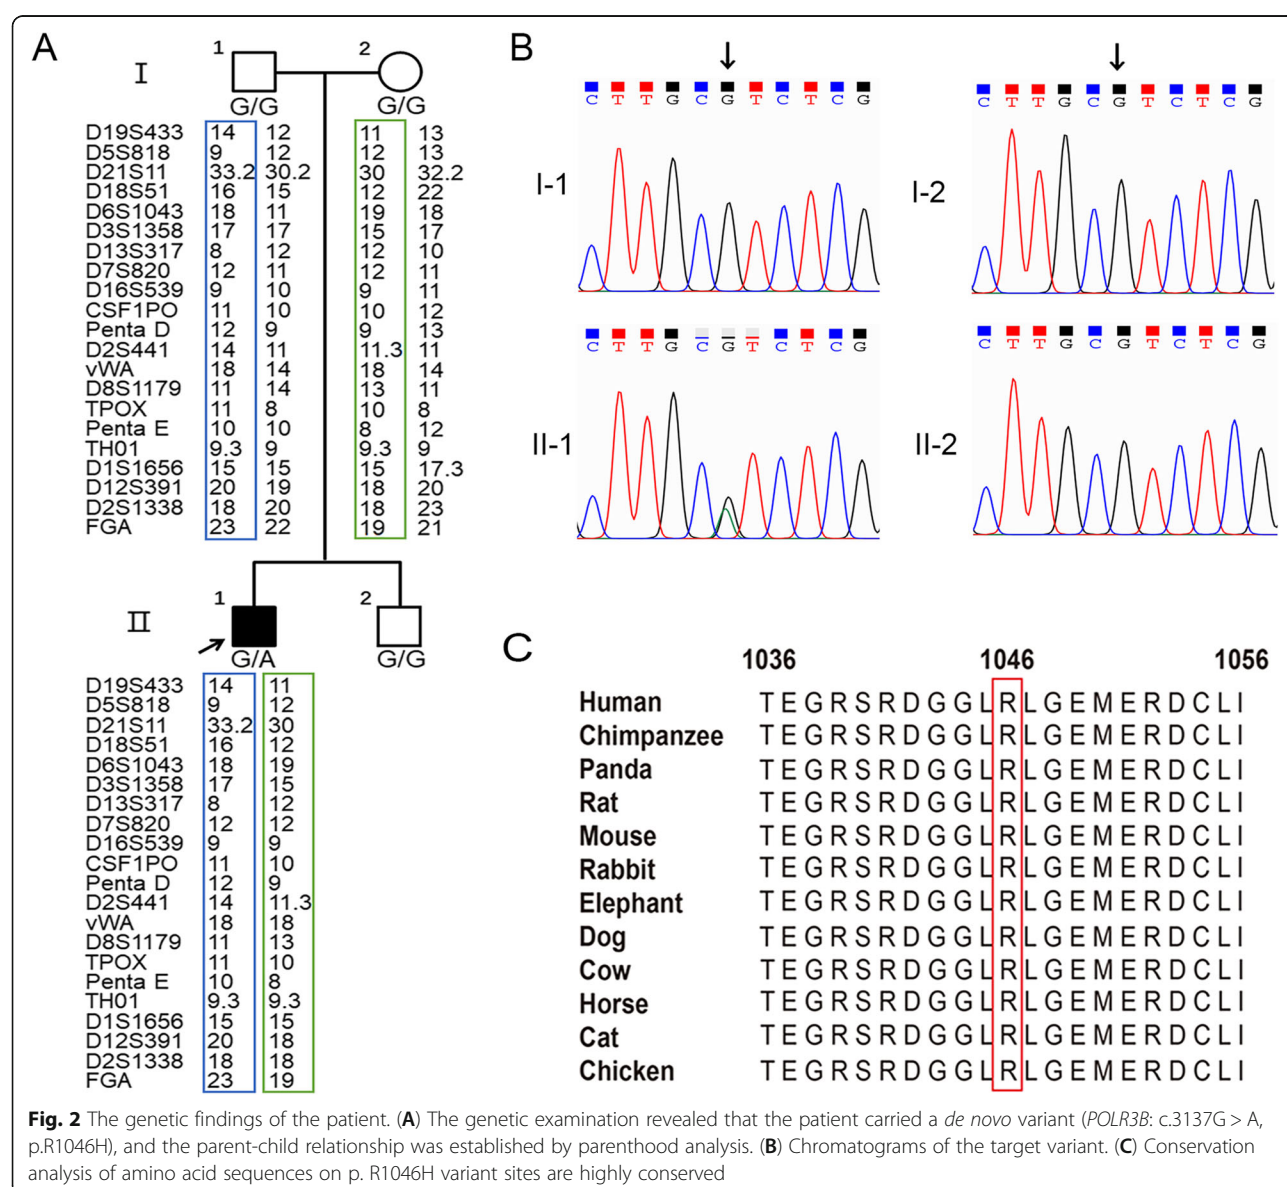 A
I
1
2
G/G
G/G
D19S433 14 12 11 13
D5S818 9 12 12 13
D21S11 33.2 30.2 30 32.2
D18S51 16 15 12 22
D6S1043 18 11 19 18
D3S1358 17 17 15 17
D13S317 8 12 12 10
D7S820 12 11 12 11
D16S539 9 10 9 11
CSF1PO 11 10 10 12
Penta D 12 9 9 13
D2S441 14 11 11.3 11
vWA 18 14 18 14
D8S1179 11 14 13 11
TPOX 11 8 10 8
Penta E 10 10 8 12
TH01 9.3 9 9.3 9
D1S1656 15 15 15 17.3
D12S391 20 19 18 20
D2S1338 18 20 18 23
FGA 23 22 19 21
II
1
2
G/A
G/G
D19S433 14 11
D5S818 9 12
D21S11 33.2 30
D18S51 16 12
D6S1043 18 19
D3S1358 17 15
D13S317 8 12
D7S820 12 12
D16S539 9 9
CSF1PO 11 10
Penta D 12 9
D2S441 14 11.3
vWA 18 18
D8S1179 11 13
TPOX 11 10
Penta E 10 8
TH01 9.3 9.3
D1S1656 15 15
D12S391 20 18
D2S1338 18 18
FGA 23 19
B
C T T G C G T C T C G
I-1
C T T G C G T C T C G
I-2
C T T G C G T C T C G
II-1
C T T G C G T C T C G
II-2
C
1036 1046 1056
Human TEGRSRDGGLRLGEMERDCLI
Chimpanzee TEGRSRDGGLRLGEMERDCLI
Panda TEGRSRDGGLRLGEMERDCLI
Rat TEGRSRDGGLRLGEMERDCLI
Mouse TEGRSRDGGLRLGEMERDCLI
Rabbit TEGRSRDGGLRLGEMERDCLI
Elephant TEGRSRDGGLRLGEMERDCLI
Dog TEGRSRDGGLRLGEMERDCLI
Cow TEGRSRDGGLRLGEMERDCLI
Horse TEGRSRDGGLRLGEMERDCLI
Cat TEGRSRDGGLRLGEMERDCLI
Chicken TEGRSRDGGLRLGEMERDCLI
Fig. 2 The genetic findings of the patient. (A) The genetic examination revealed that the patient carried a de novo variant (POLR3B: c.3137G > A,
p.R1046H), and the parent-child relationship was established by parenthood analysis. (B) Chromatograms of the target variant. (C) Conservation
analysis of amino acid sequences on p. R1046H variant sites are highly conserved